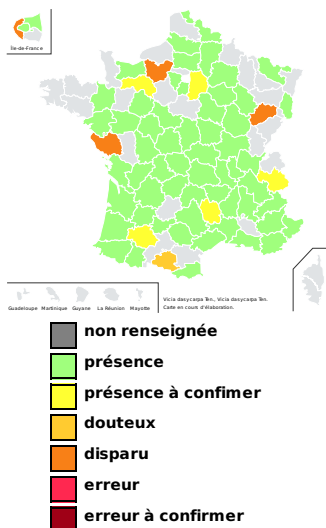 Île-de-France
Guadeloupe Martinique Guyane La Réunion Mayotte
Vicia dasycarpa Ten., Vicia dasycarpa Ten.
Carte en cours d'élaboration.
non renseignée
présence
présence à confimer
douteux
disparu
erreur
erreur à confirmer